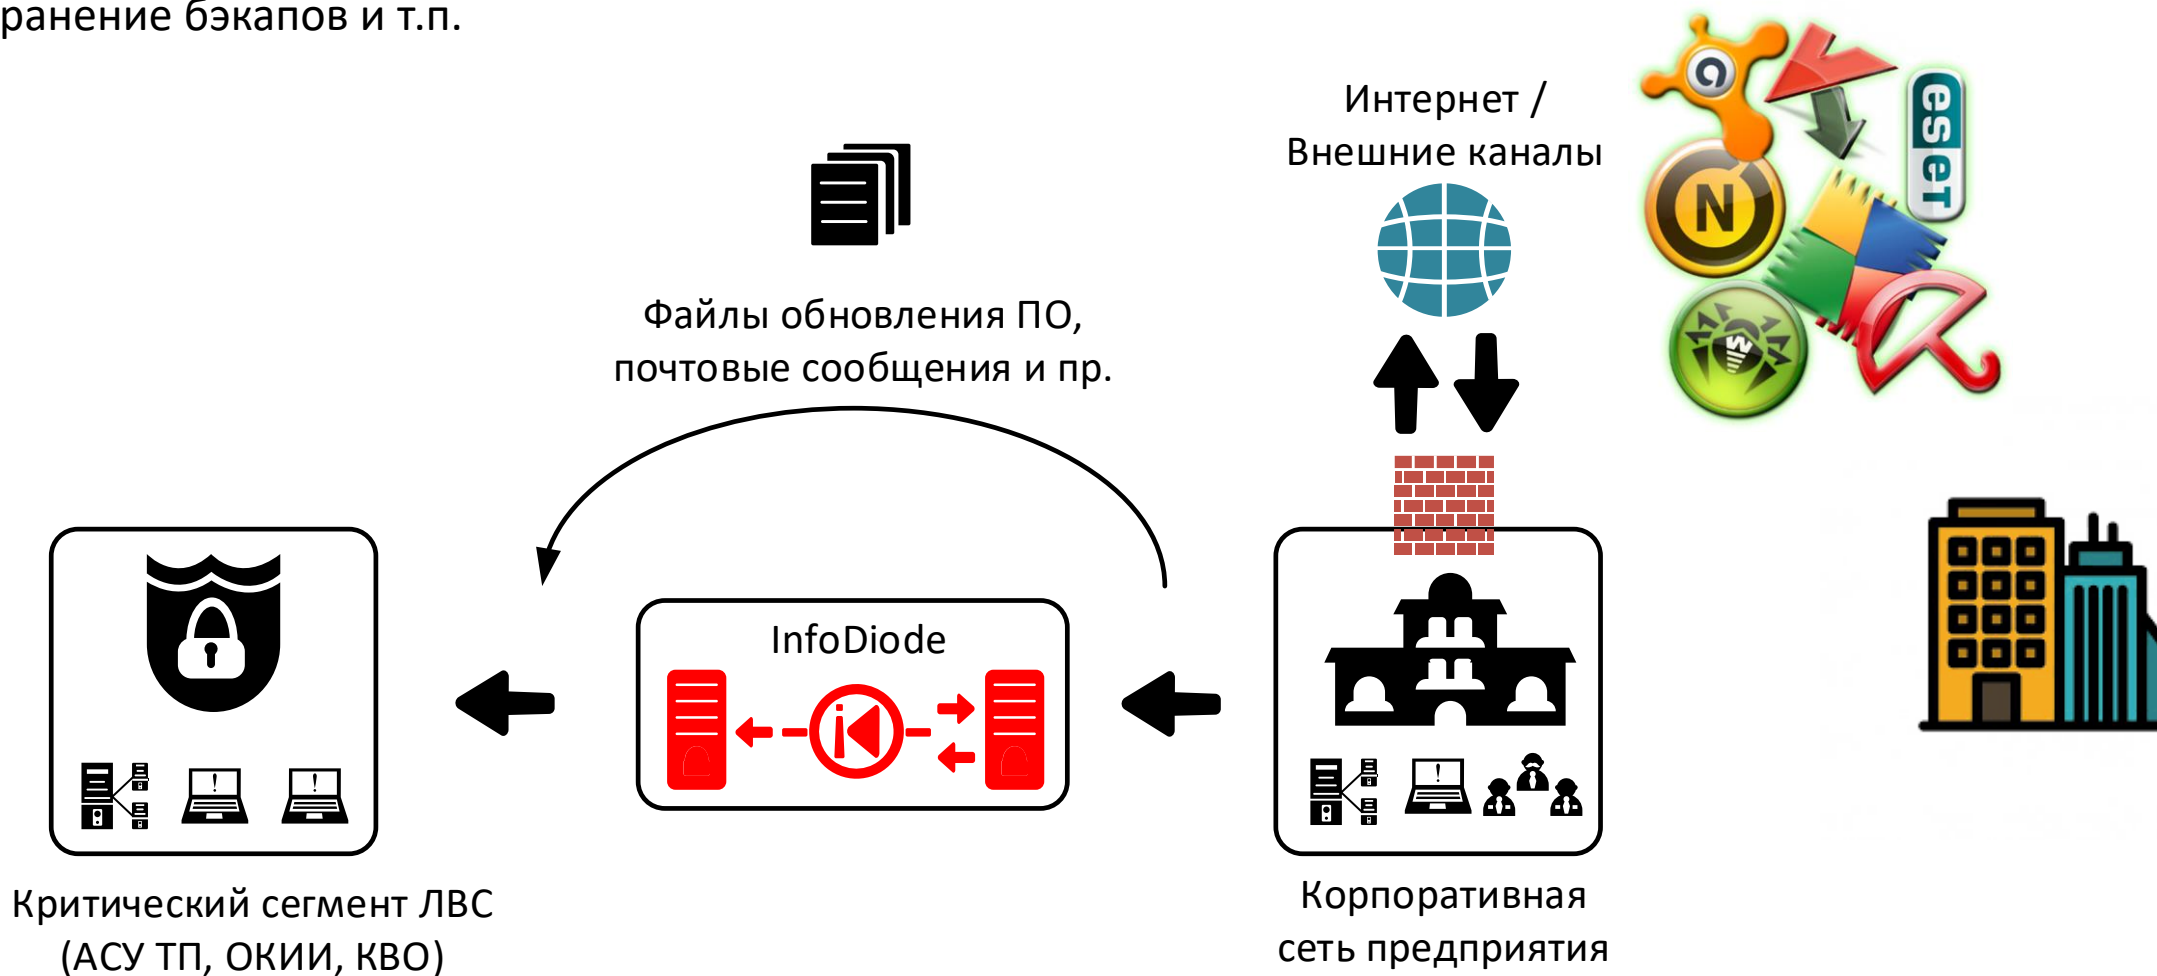 ранение бэкапов и т.п.
Интернет /
Внешние каналы
eseT
N
Файлы обновления ПО,
почтовые сообщения и пр.
InfoDiode
Критический сегмент ЛВС
(АСУ ТП, ОКИИ, КВО)
Корпоративная
сеть предприятия